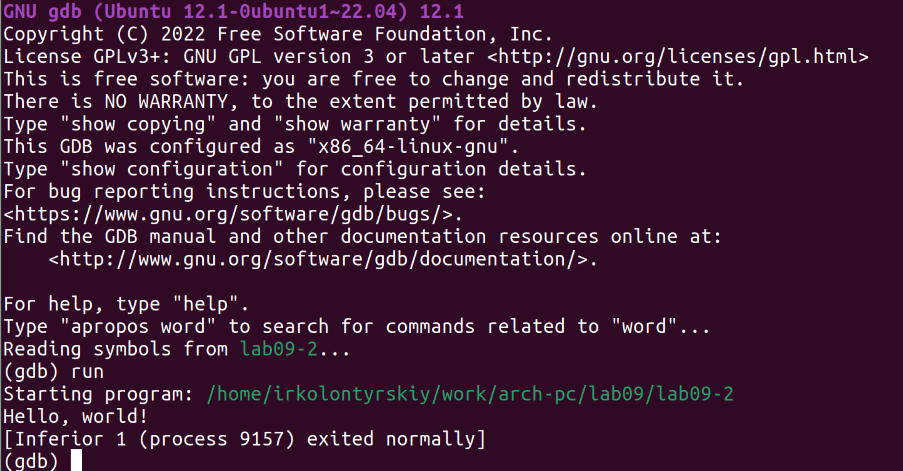 GNU gdb (Ubuntu 12.1-0ubuntu1~22.04) 12.1
Copyright (C) 2022 Free Software Foundation, Inc.
License GPLv3+: GNU GPL version 3 or later <http://gnu.org/licenses/gpl.html>
This is free software: you are free to change and redistribute it.
There is NO WARRANTY, to the extent permitted by law.
Type "show copying" and "show warranty" for details.
This GDB was configured as "x86_64-linux-gnu".
Type "show configuration" for configuration details.
For bug reporting instructions, please see:
<https://www.gnu.org/software/gdb/bugs/>.
Find the GDB manual and other documentation resources online at:
    <http://www.gnu.org/software/gdb/documentation/>.

For help, type "help".
Type "apropos word" to search for commands related to "word"...
Reading symbols from lab09-2...
(gdb) run
Starting program: /home/irkolontyrskiy/work/arch-pc/lab09/lab09-2
Hello, world!
[Inferior 1 (process 9157) exited normally]
(gdb)